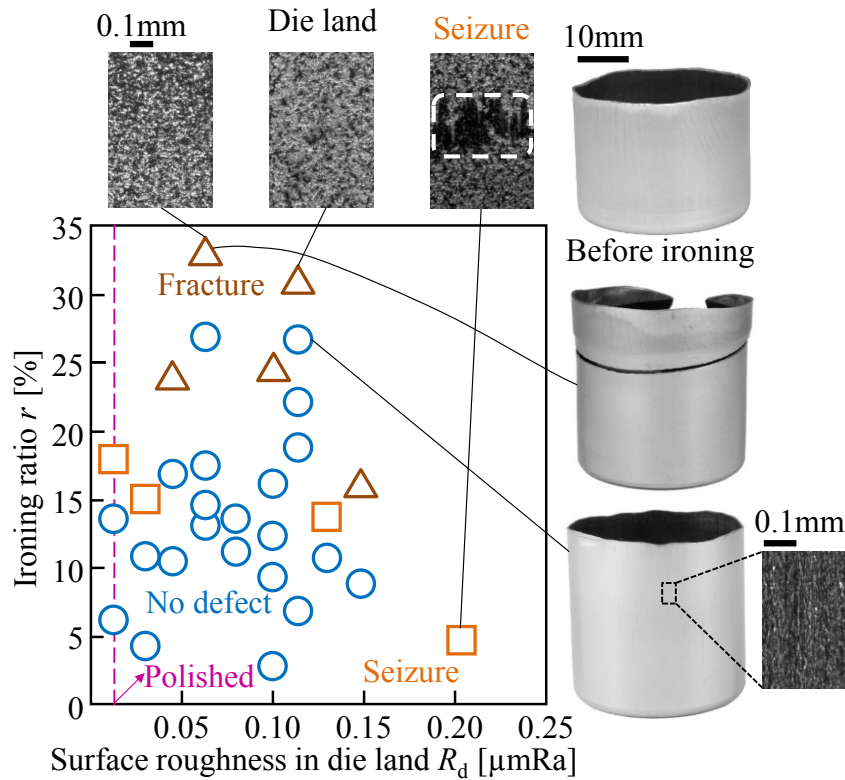 0.1mm
Die land
Seizure
10mm
Before ironing
35
30
25
20
15
10
5
0
Ironing ratio r [%]
Fracture
No defect
Polished
Seizure
0.1mm
0.05
0.10
0.15
0.20
0.25
Surface roughness in die land Rd [µmRa]